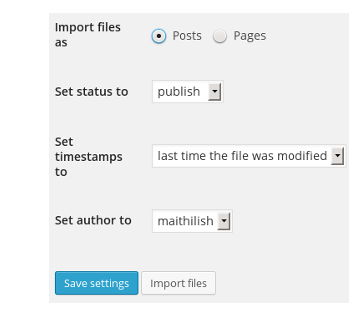 Import files
as
Posts
Pages
Set status to
publish
Set
timestamps
to
last time the file was modified
Set author to
maithilish
Save settings
Import files